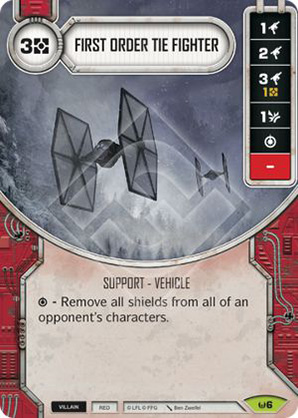 3
FIRST ORDER TIE FIGHTER
1
2
3
1
1
-
SUPPORT - VEHICLE
- Remove all shields from all of an
opponent's characters.
VILLAIN
RED
© LFL © FFG
Ben Zweifel
6